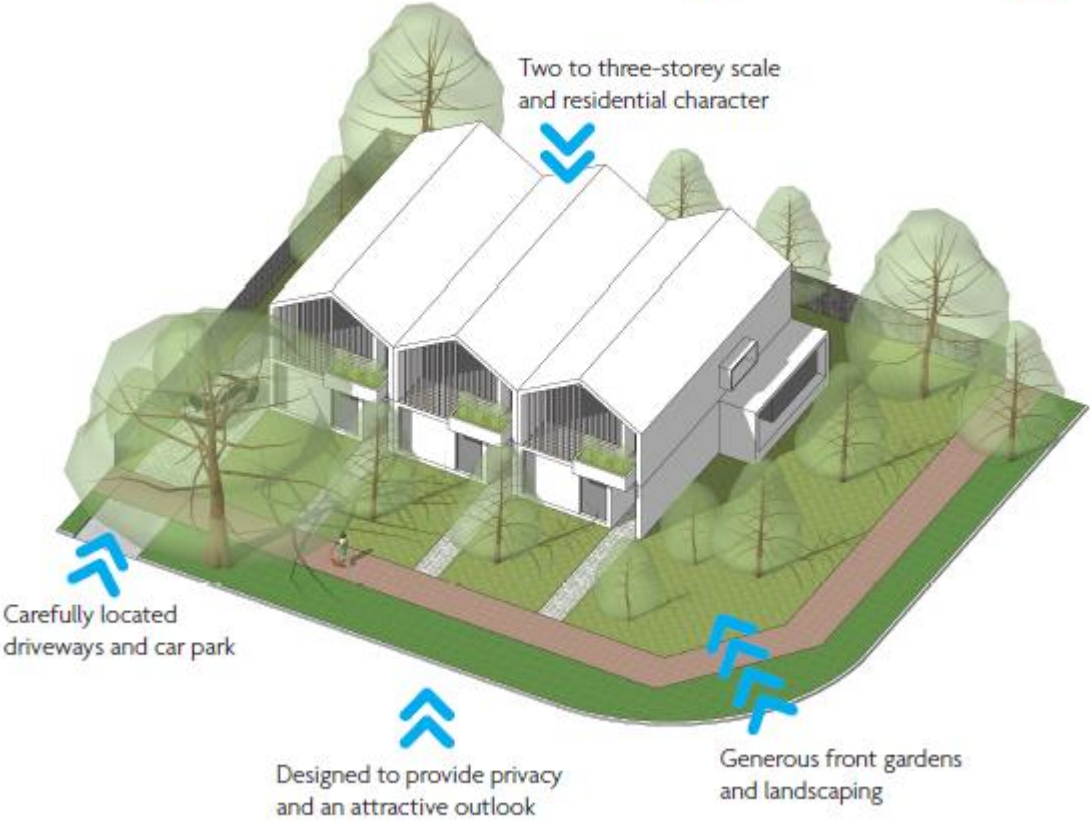 Two to three-storey scale
and residential character
Carefully located
driveways and car park
Designed to provide privacy
and an attractive outlook
Generous front gardens
and landscaping